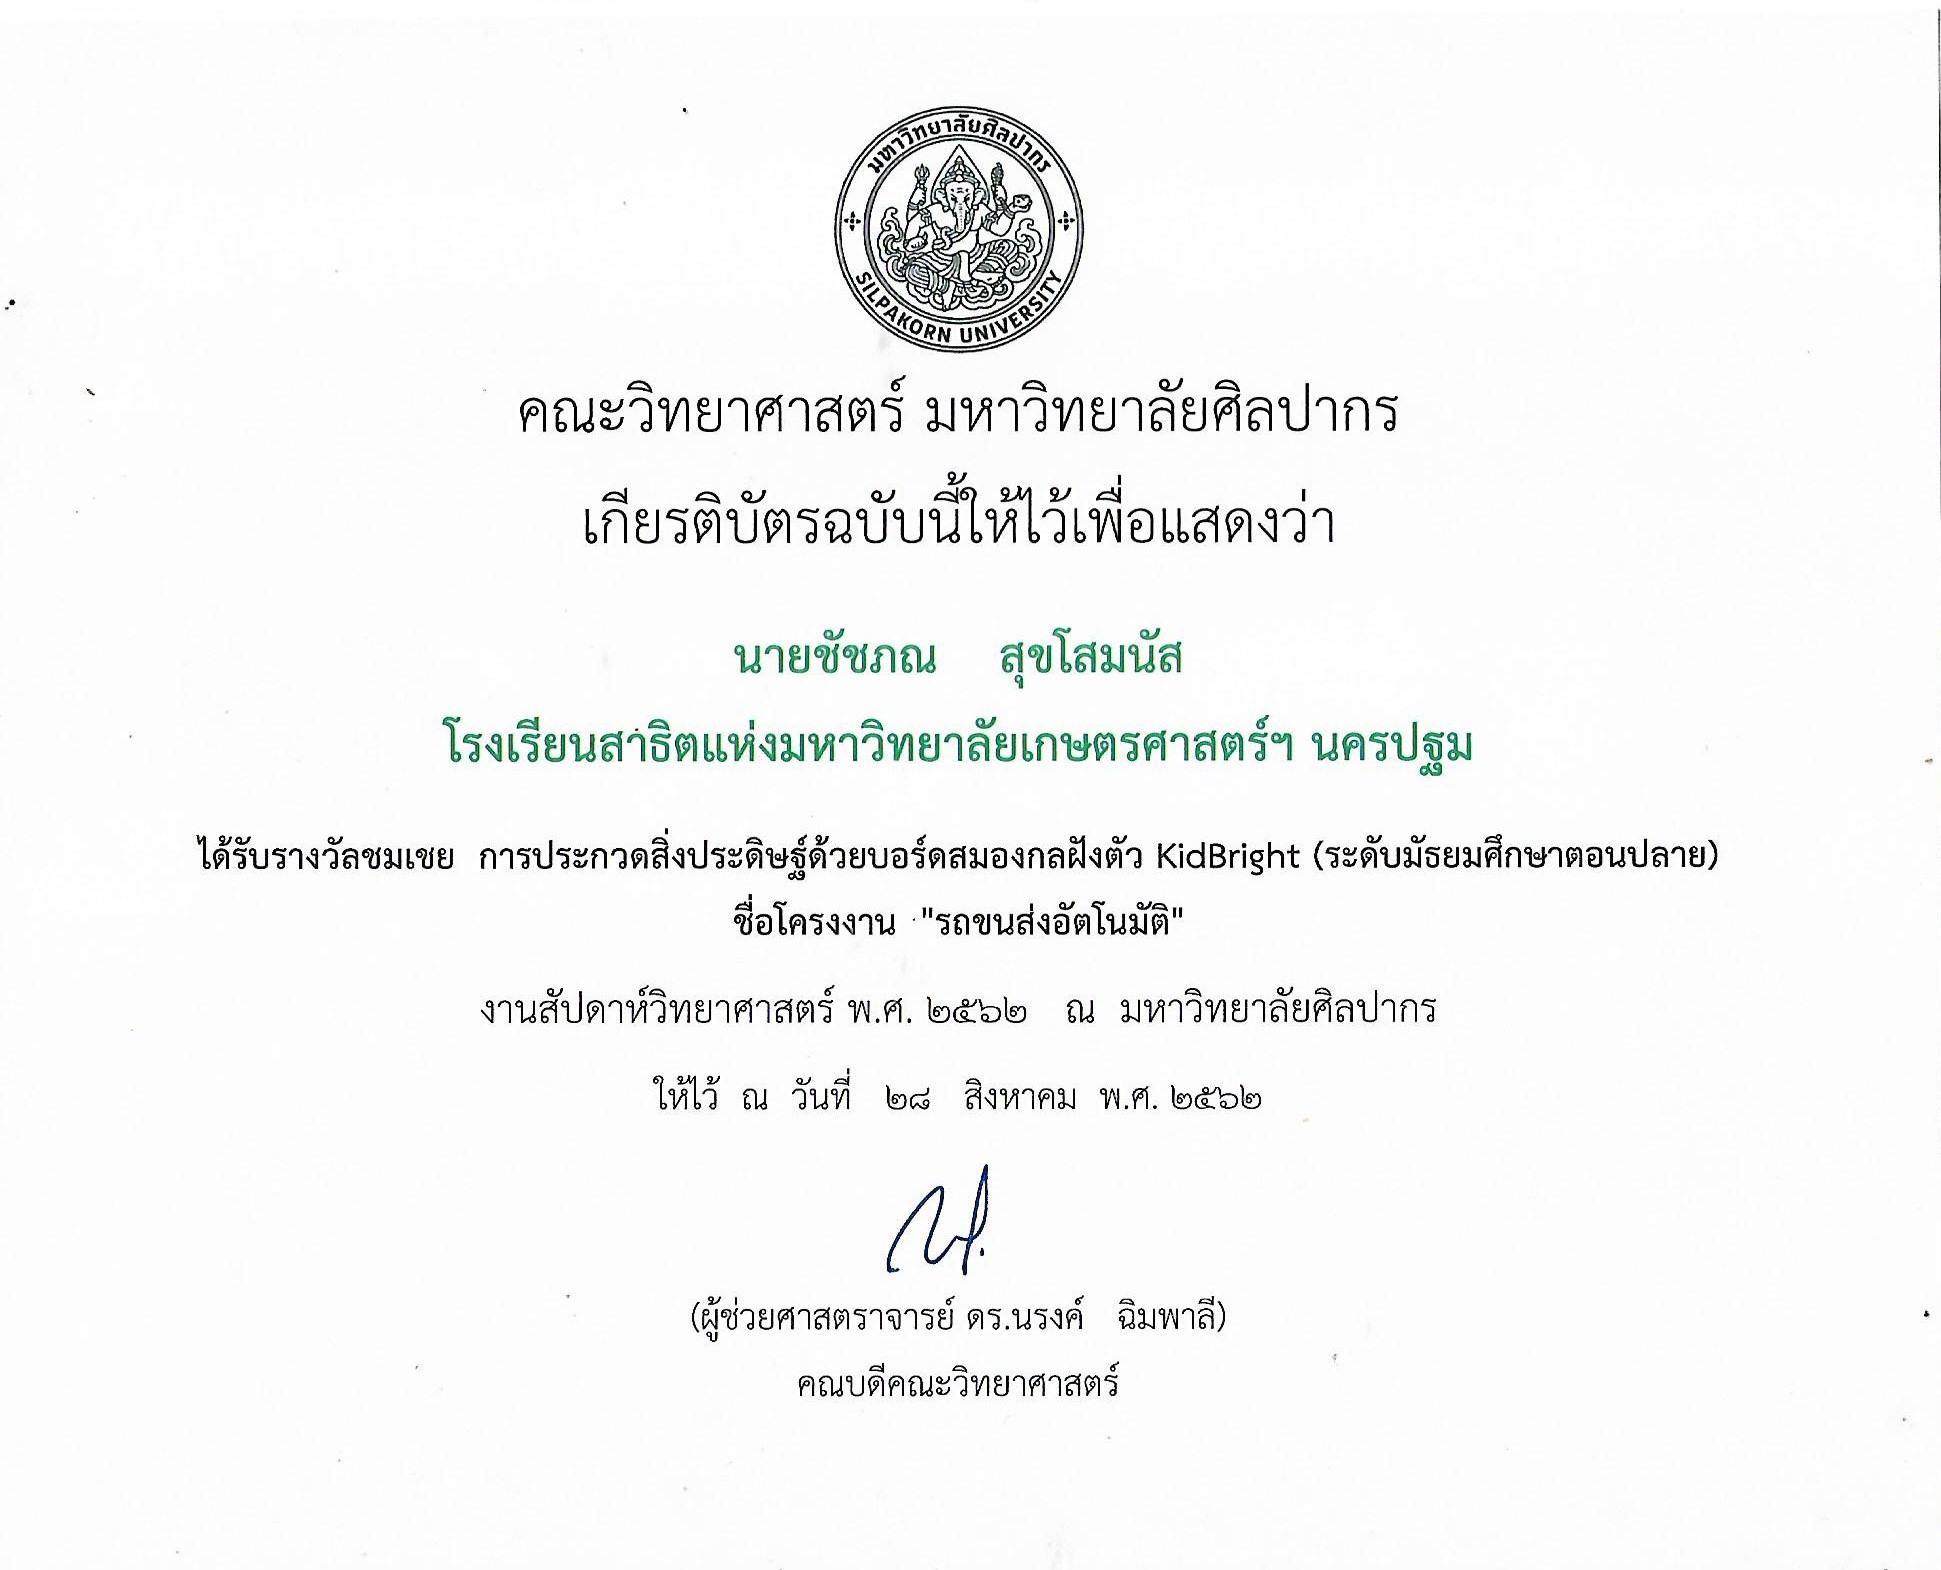 มหาวิทยาลัยศิลปากร
SILPAKORN UNIVERSITY
คณะวิทยาศาสตร์ มหาวิทยาลัยศิลปากร
เกียรติบัตรฉบับนี้ให้ไว้เพื่อแสดงว่า
นายชัชภณ สุขโสมนัส
โรงเรียนสาธิตแห่งมหาวิทยาลัยเกษตรศาสตร์ฯ นครปฐม
ได้รับรางวัลชมเชย การประกวดสิ่งประดิษฐ์ด้วยบอร์ดสมองกลฝังตัว KidBright (ระดับมัธยมศึกษาตอนปลาย)
ชื่อโครงงาน "รถขนส่งอัตโนมัติ"
งานสัปดาห์วิทยาศาสตร์ พ.ศ. ๒๕๖๒ ณ มหาวิทยาลัยศิลปากร
ให้ไว้ ณ วันที่ ๒๘ สิงหาคม พ.ศ. ๒๕๖๒
(ผู้ช่วยศาสตราจารย์ ดร.นรงค์ ฉิมพาลี)
คณบดีคณะวิทยาศาสตร์